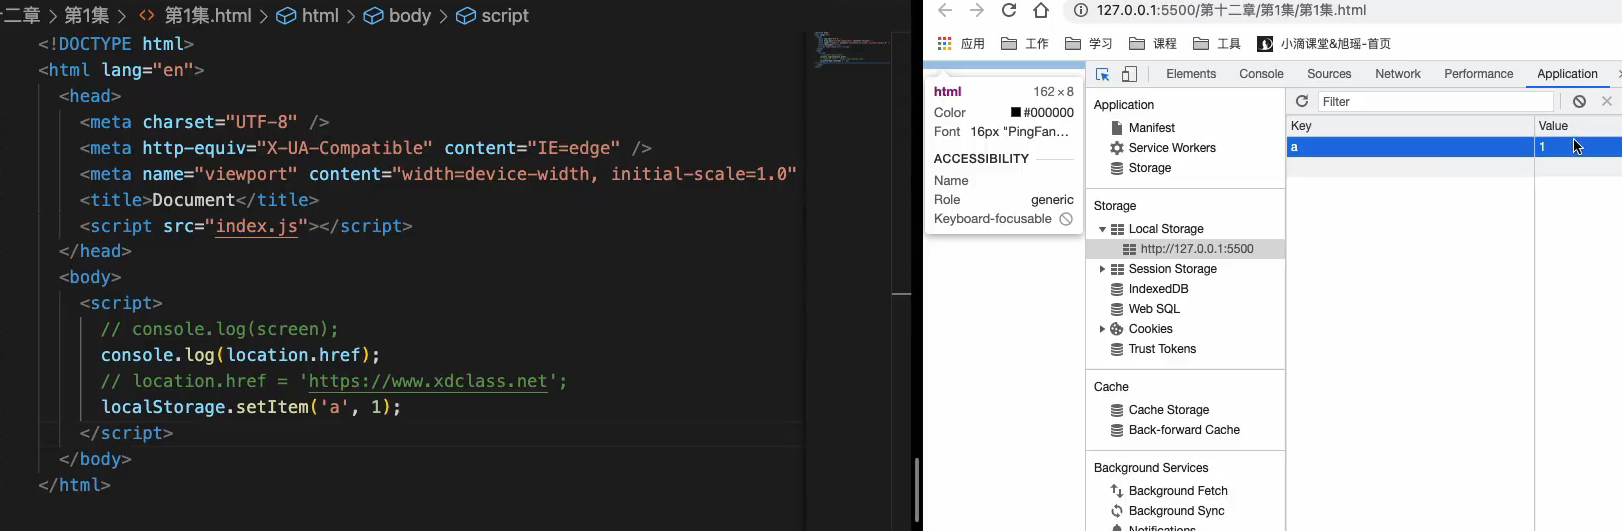 十二章 > 第1集 > <> 第1集.html > html > body > script
<!DOCTYPE html>
<html lang="en">
<head>
<meta charset="UTF-8" />
<meta http-equiv="X-UA-Compatible" content="IE=edge" />
<meta name="viewport" content="width=device-width, initial-scale=1.0"
<title>Document</title>
<script src="index.js"></script>
</head>
<body>
<script>
// console.log(screen);
console.log(location.href);
// location.href = 'https://www.xdclass.net';
localStorage.setItem('a', 1);
</script>
</body>
</html>
127.0.0.1:5500/第十二章/第1集/第1集.html
应用 工作 学习 课程 工具 小滴课堂&旭瑶-首页
html 162 × 8
Color #000000
Font 16px "PingFan...
ACCESSIBILITY
Name
Role generic
Keyboard-focusable
Elements Console Sources Network Performance Application
Application
Manifest
Service Workers
Storage
Storage
Local Storage
http://127.0.0.1:5500
Session Storage
IndexedDB
Web SQL
Cookies
Trust Tokens
Cache
Cache Storage
Back-forward Cache
Background Services
Background Fetch
Background Sync
Notifications
Filter
Key Value
a 1